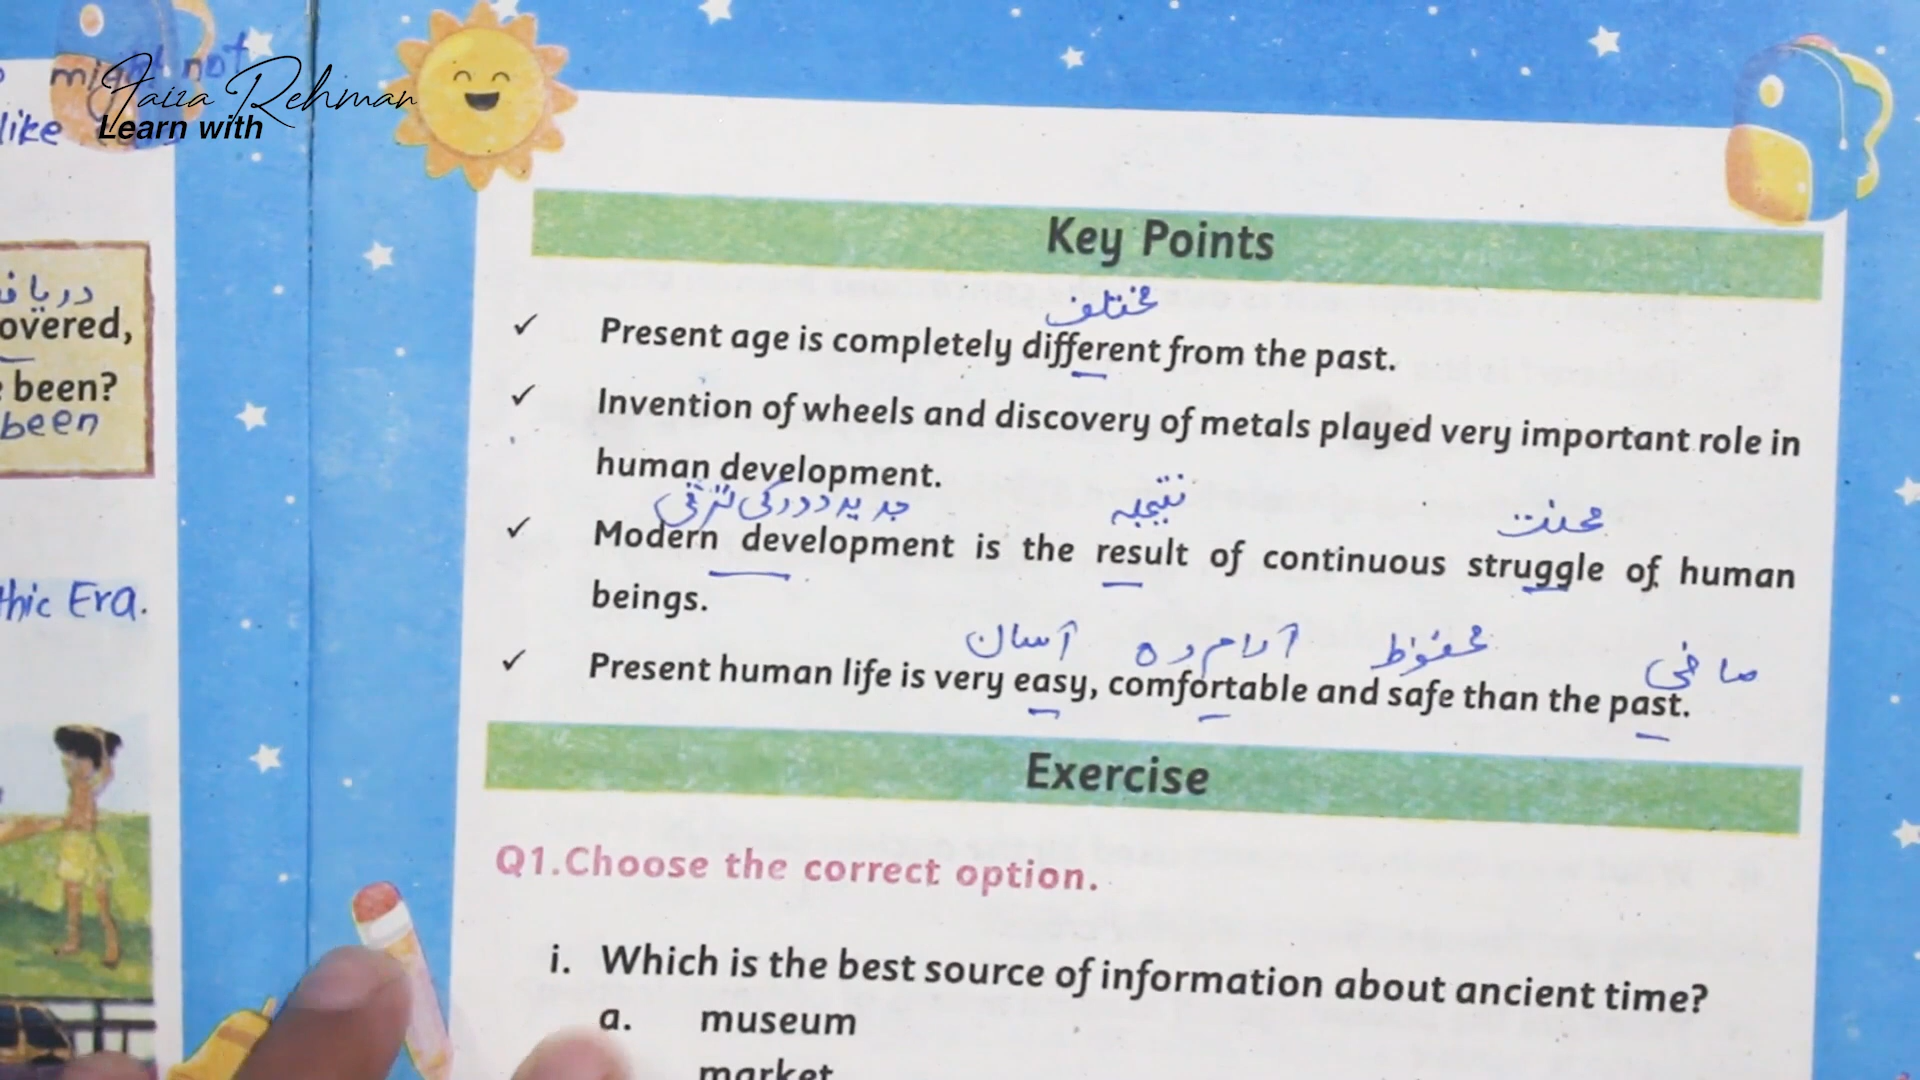 might not
like
Faiza Rehman
Learn with
دریا
overed,
been?
been
thic Era.
Key Points
مختلف
✓ Present age is completely different from the past.
✓ Invention of wheels and discovery of metals played very important role in
human development.
جدید دور کی ترقی نتیجہ محنت
✓ Modern development is the result of continuous struggle of human
beings.
آسان آرام دہ محفوظ ماضی
✓ Present human life is very easy, comfortable and safe than the past.
Exercise
Q1.Choose the correct option.
i. Which is the best source of information about ancient time?
a. museum
market